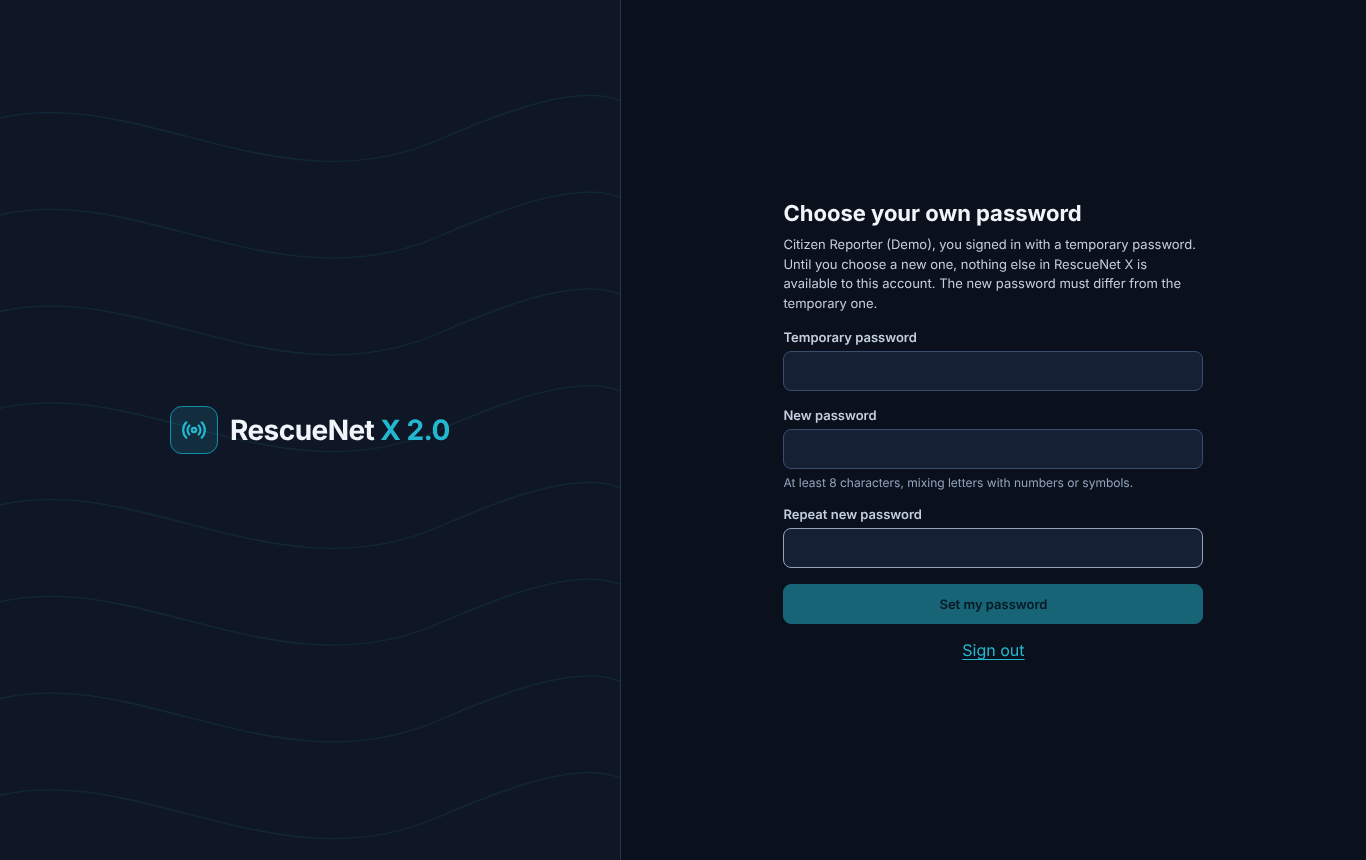 RescueNet X 2.0
Choose your own password
Citizen Reporter (Demo), you signed in with a temporary password.
Until you choose a new one, nothing else in RescueNet X is
available to this account. The new password must differ from the
temporary one.
Temporary password
New password
At least 8 characters, mixing letters with numbers or symbols.
Repeat new password
Set my password
Sign out